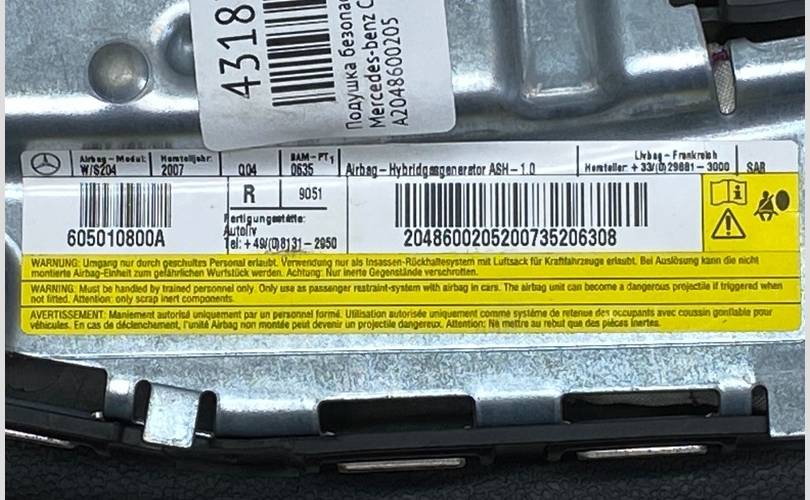 4318
Подушка безопас
Mercedes-benz C
A2048600205
Airbag-Modul:
W/S204
Herstelljahr:
2007
Q04
BAM-PT1
0635
Airbag-Hybridgasgenerator ASH-1.0
Livbag-Frankreich
Hersteller: +33/(0)29881-3000
SAR
605010800A
R
9051
Fertigungsstätte:
Autoliv
Tel: +49/(0)8131-2950
2048600205200735206308
WARNUNG: Umgang nur durch geschultes Personal erlaubt. Verwendung nur als Insassen-Rückhaltesystem mit Luftsack für Kraftfahrzeuge erlaubt. Bei Auslösung kann die nicht
montierte Airbag-Einheit zum gefährlichen Wurfstück werden. Achtung: Nur inerte Gegenstände verschrotten.
WARNING: Must be handled by trained personnel only. Only use as passenger restraint-system with airbag in cars. The airbag unit can become a dangerous projectile if triggered when
not fitted. Attention: only scrap inert components.
AVERTISSEMENT: Maniement autorisé uniquement par un personnel formé. Utilisation autorisée uniquement comme système de retenue des occupants avec coussin gonflable pour
véhicules. En cas de déclenchement, l'unité Airbag non montée peut devenir un projectile dangereux. Attention: Ne mettre au rebut que des pièces inertes.